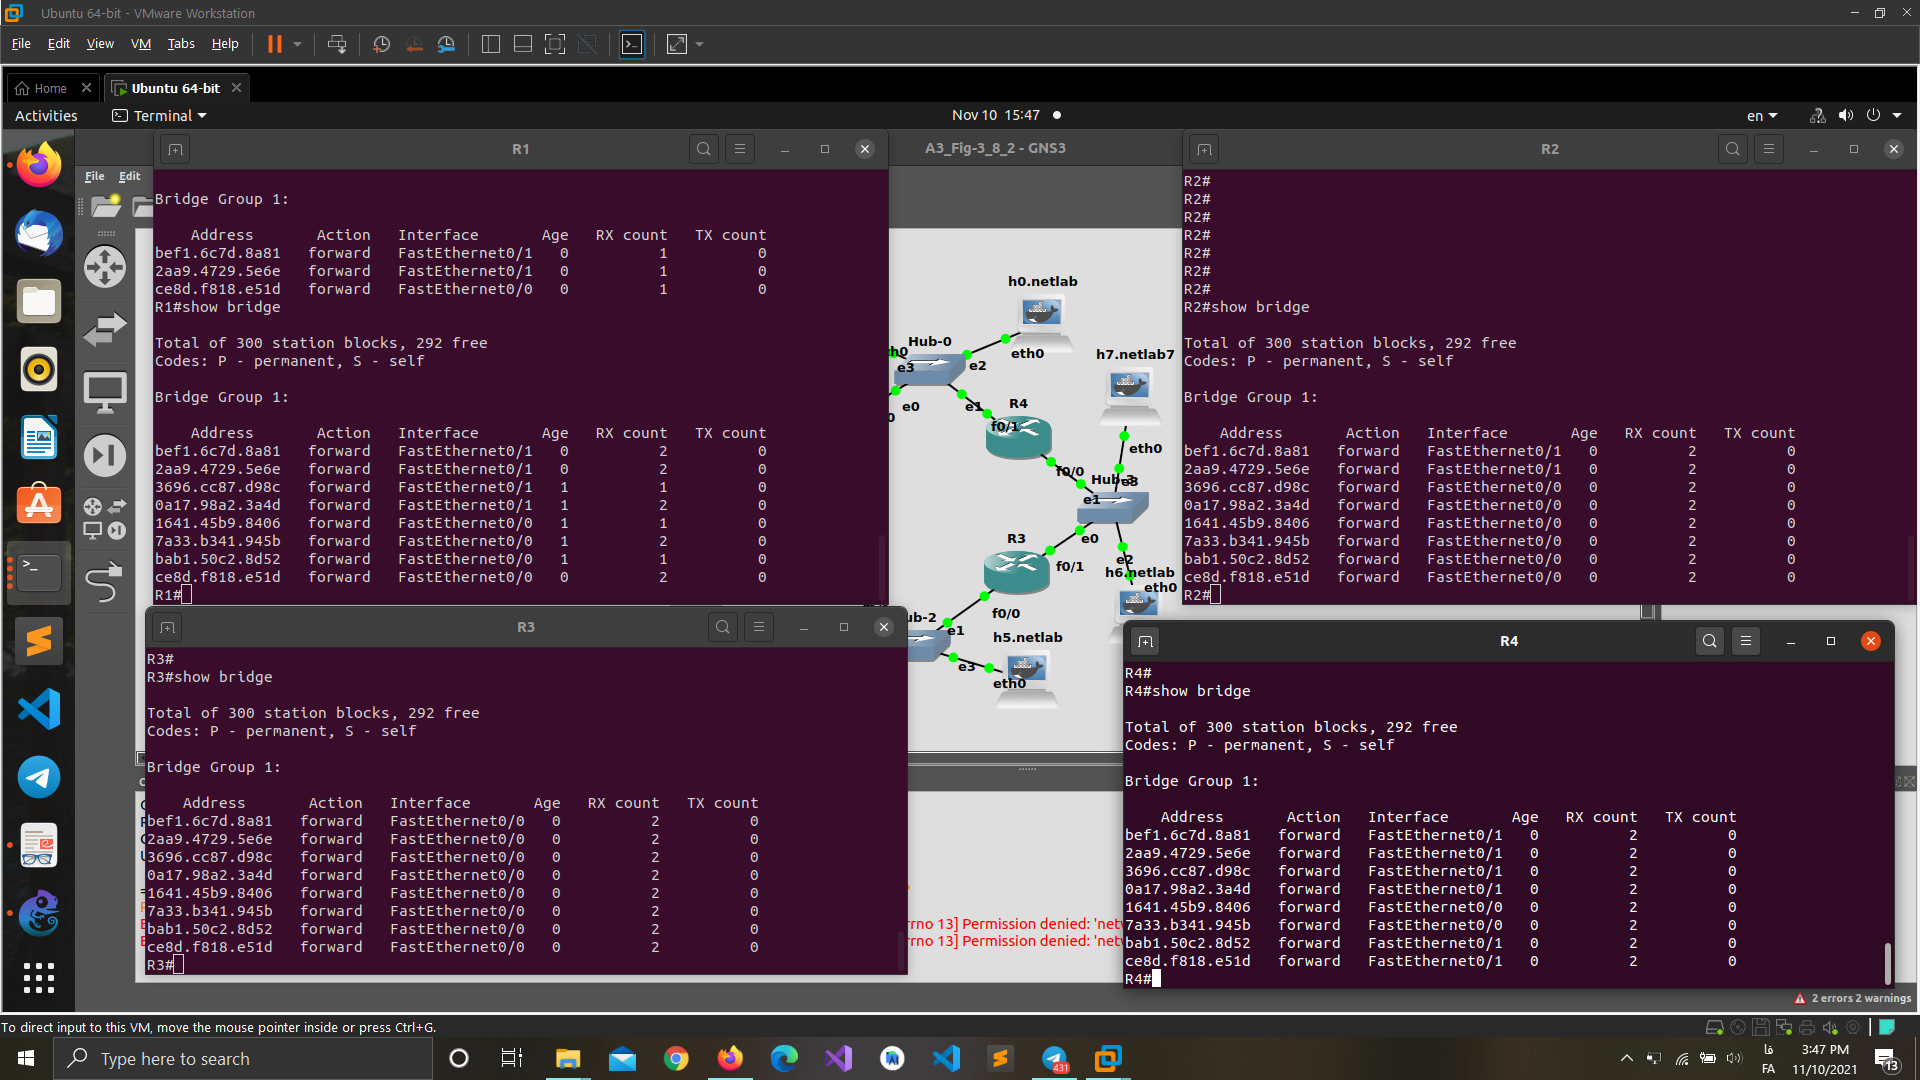 Ubuntu 64-bit - VMware Workstation
File Edit View VM Tabs Help
Home
Ubuntu 64-bit
Activities
Terminal
Nov 10 15:47
en
R1
A3_Fig-3_8_2 - GNS3
R2
File Edit
Bridge Group 1:
Address Action Interface Age RX count TX count
bef1.6c7d.8a81 forward FastEthernet0/1 0 1 0
2aa9.4729.5e6e forward FastEthernet0/1 0 1 0
ce8d.f818.e51d forward FastEthernet0/0 0 1 0
R1#show bridge
Total of 300 station blocks, 292 free
Codes: P - permanent, S - self
Bridge Group 1:
Address Action Interface Age RX count TX count
bef1.6c7d.8a81 forward FastEthernet0/1 0 2 0
2aa9.4729.5e6e forward FastEthernet0/1 0 2 0
3696.cc87.d98c forward FastEthernet0/1 1 1 0
0a17.98a2.3a4d forward FastEthernet0/1 1 2 0
1641.45b9.8406 forward FastEthernet0/0 1 1 0
7a33.b341.945b forward FastEthernet0/0 1 2 0
bab1.50c2.8d52 forward FastEthernet0/1 1 1 0
ce8d.f818.e51d forward FastEthernet0/0 0 2 0
R1#
h0.netlab
Hub-0
eth0
h7.netlab7
e3
e2
e0
e1
R4
f0/1
eth0
f0/0
Hub-3
e3
e1
R3
e0
f0/1
e2
h6.netlab
eth0
f0/0
ub-2
e1
h5.netlab
e3
eth0
R2#
R2#
R2#
R2#
R2#
R2#
R2#
R2#show bridge
Total of 300 station blocks, 292 free
Codes: P - permanent, S - self
Bridge Group 1:
Address Action Interface Age RX count TX count
bef1.6c7d.8a81 forward FastEthernet0/1 0 2 0
2aa9.4729.5e6e forward FastEthernet0/1 0 2 0
3696.cc87.d98c forward FastEthernet0/0 0 2 0
0a17.98a2.3a4d forward FastEthernet0/0 0 2 0
1641.45b9.8406 forward FastEthernet0/0 0 2 0
7a33.b341.945b forward FastEthernet0/0 0 2 0
bab1.50c2.8d52 forward FastEthernet0/0 0 2 0
ce8d.f818.e51d forward FastEthernet0/0 0 2 0
R2#
R3
R3#
R3#show bridge
Total of 300 station blocks, 292 free
Codes: P - permanent, S - self
Bridge Group 1:
Address Action Interface Age RX count TX count
bef1.6c7d.8a81 forward FastEthernet0/0 0 2 0
2aa9.4729.5e6e forward FastEthernet0/0 0 2 0
3696.cc87.d98c forward FastEthernet0/0 0 2 0
0a17.98a2.3a4d forward FastEthernet0/0 0 2 0
1641.45b9.8406 forward FastEthernet0/0 0 2 0
7a33.b341.945b forward FastEthernet0/0 0 2 0
bab1.50c2.8d52 forward FastEthernet0/0 0 2 0
ce8d.f818.e51d forward FastEthernet0/0 0 2 0
R3#
rrno 13] Permission denied: 'netw
rrno 13] Permission denied: 'netw
R4
R4#
R4#show bridge
Total of 300 station blocks, 292 free
Codes: P - permanent, S - self
Bridge Group 1:
Address Action Interface Age RX count TX count
bef1.6c7d.8a81 forward FastEthernet0/1 0 2 0
2aa9.4729.5e6e forward FastEthernet0/1 0 2 0
3696.cc87.d98c forward FastEthernet0/1 0 2 0
0a17.98a2.3a4d forward FastEthernet0/1 0 2 0
1641.45b9.8406 forward FastEthernet0/0 0 2 0
7a33.b341.945b forward FastEthernet0/0 0 2 0
bab1.50c2.8d52 forward FastEthernet0/1 0 2 0
ce8d.f818.e51d forward FastEthernet0/1 0 2 0
R4#
2 errors 2 warnings
To direct input to this VM, move the mouse pointer inside or press Ctrl+G.
Type here to search
431
فا
FA
3:47 PM
11/10/2021
13